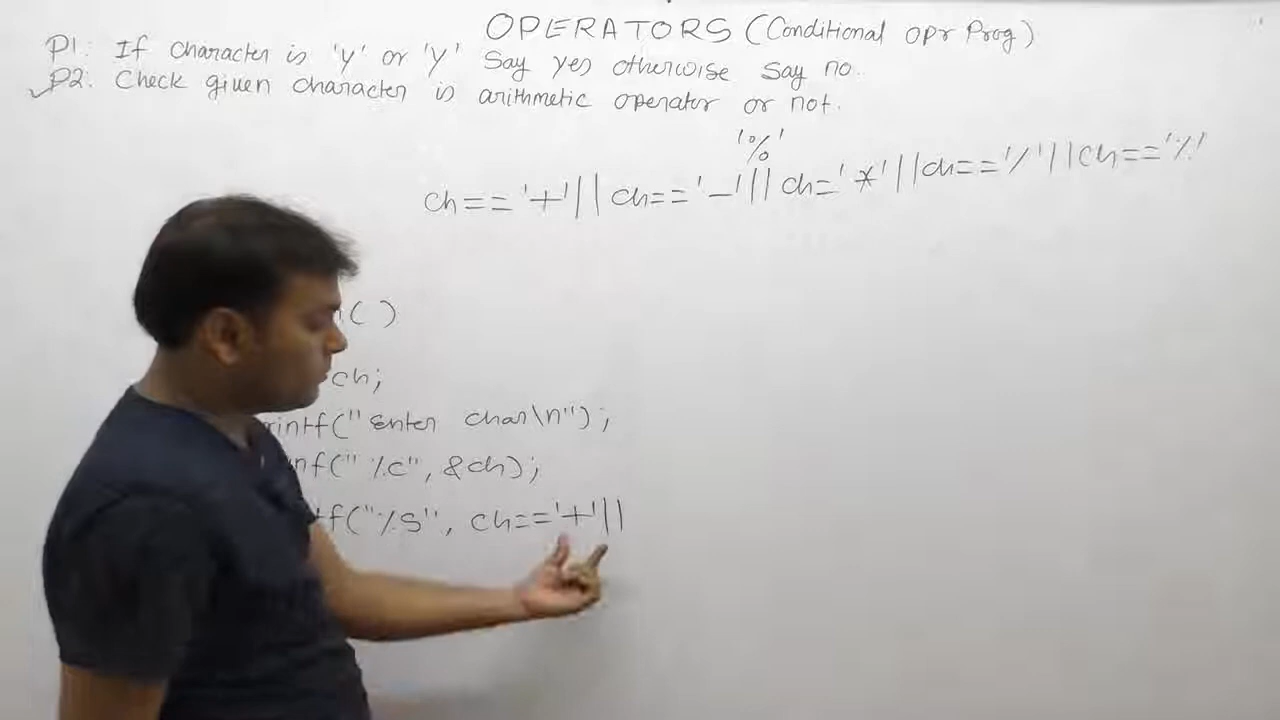 OPERATORS (Conditional opr Prog)
P1: If character is 'y' or 'Y' Say yes otherwise Say no.
P2. Check given character is arithmetic operator or not.
'%'
ch=='+'|| ch=='-'|| ch='*'||ch=='/'||ch=='%'
( )
ch;
rintf("Enter char\n");
nf("%c", &ch);
tf("%s", ch=='+'||